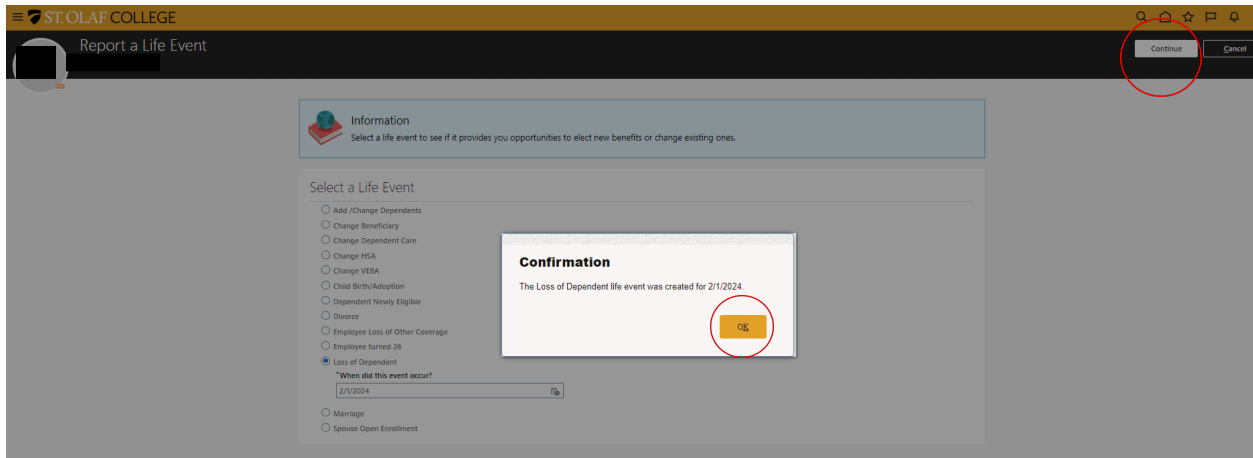 ST. OLAF COLLEGE
Report a Life Event
Continue
Cancel
Information
Select a life event to see if it provides you opportunities to elect new benefits or change existing ones.
Select a Life Event
Add /Change Dependents
Change Beneficiary
Change Dependent Care
Change HSA
Change VEBA
Child Birth/Adoption
Dependent Newly Eligible
Divorce
Employee Loss of Other Coverage
Employee turned 26
Loss of Dependent
*When did this event occur?
2/1/2024
Marriage
Spouse Open Enrollment
Confirmation
The Loss of Dependent life event was created for 2/1/2024.
OK